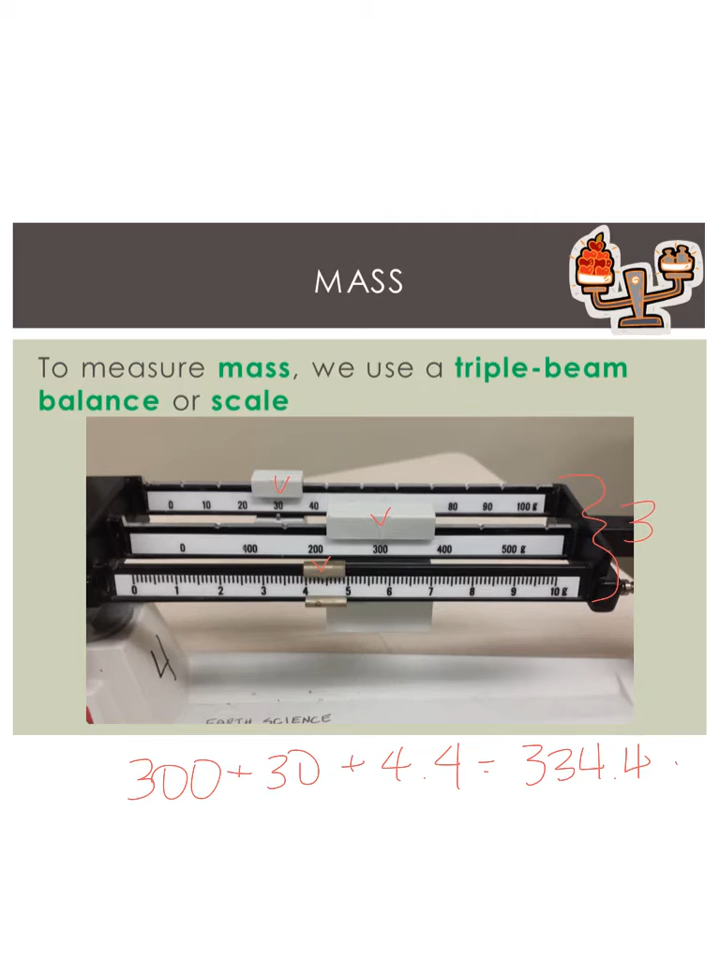 MASS
To measure mass, we use a triple-beam
balance or scale
0 10 20 30 40 80 90 100 g
0 100 200 300 400 500 g
0 1 2 3 4 5 6 7 8 9 10 g
3
4
EARTH SCIENCE
300 + 30 + 4.4 = 334.4